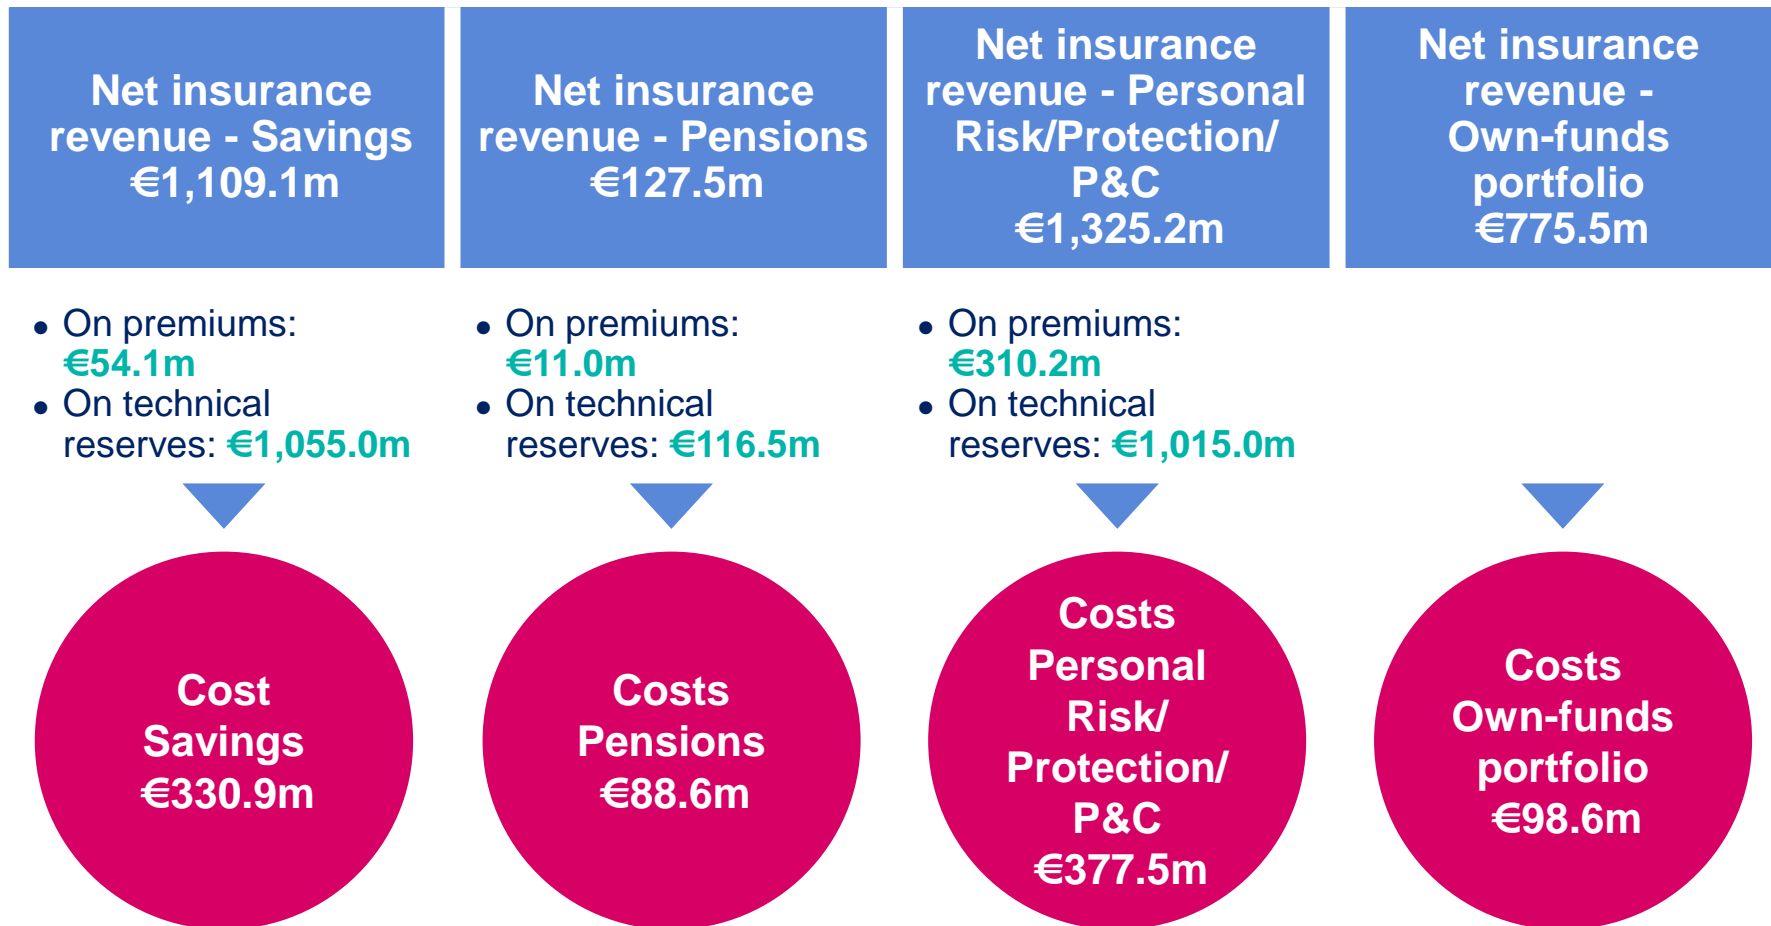 Net insurance
revenue - Savings
€1,109.1m
Net insurance
revenue - Pensions
€127.5m
Net insurance
revenue - Personal
Risk/Protection/
P&C
€1,325.2m
Net insurance
revenue -
Own-funds
portfolio
€775.5m
• On premiums:
€54.1m
• On technical
reserves: €1,055.0m
• On premiums:
€11.0m
• On technical
reserves: €116.5m
• On premiums:
€310.2m
• On technical
reserves: €1,015.0m
Cost
Savings
€330.9m
Costs
Pensions
€88.6m
Costs
Personal
Risk/
Protection/
P&C
€377.5m
Costs
Own-funds
portfolio
€98.6m